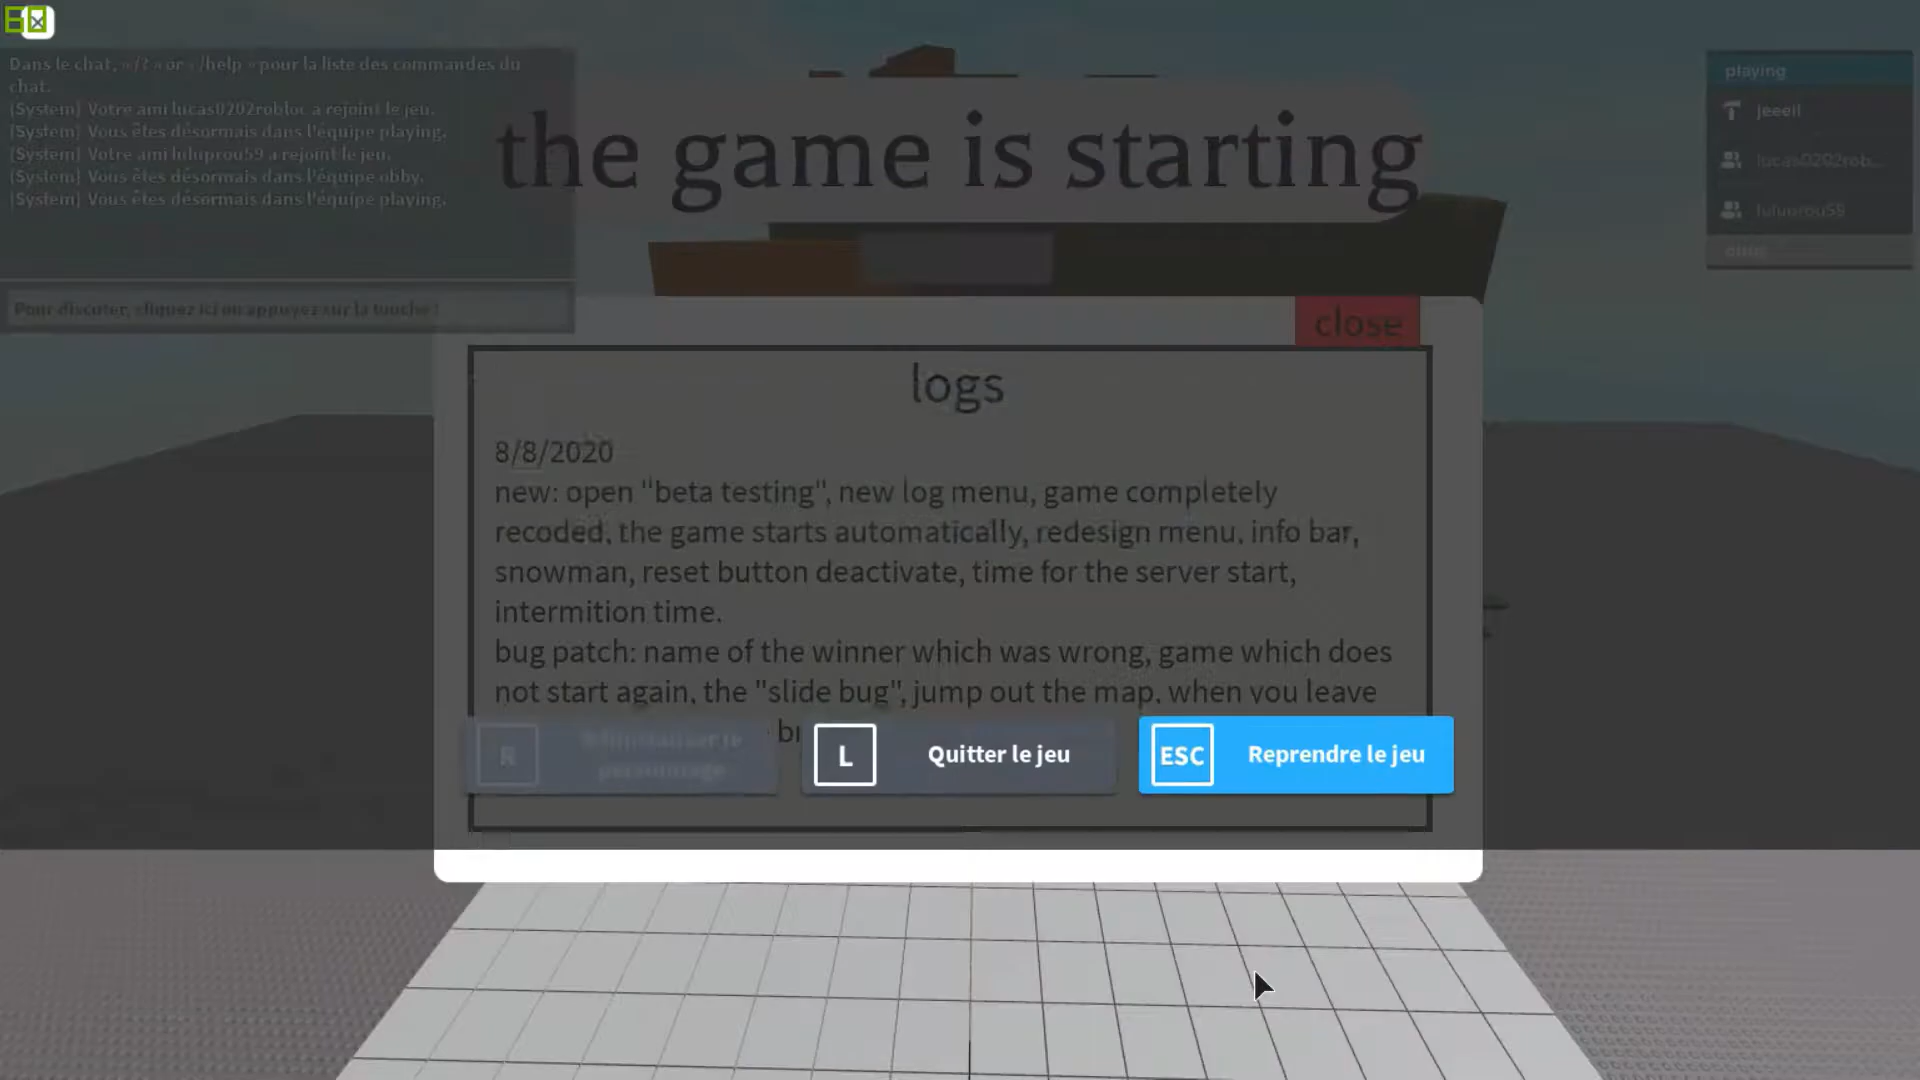 60
Dans le chat, « /? » or « /help » pour la liste des commandes du
chat.
[System] Votre ami lucas0202robloc a rejoint le jeu.
[System] Vous êtes désormais dans l'équipe playing.
[System] Votre ami luluprou59 a rejoint le jeu.
[System] Vous êtes désormais dans l'équipe obby.
[System] Vous êtes désormais dans l'équipe playing.
Pour discuter, cliquez ici ou appuyez sur la touche !
the game is starting
playing
jeeeil
lucas0202rob...
luluprou59
close
logs
8/8/2020
new: open "beta testing", new log menu, game completely
recoded, the game starts automatically, redesign menu, info bar,
snowman, reset button deactivate, time for the server start,
intermition time.
bug patch: name of the winner which was wrong, game which does
not start again, the "slide bug", jump out the map, when you leave
R
Réinitialiser le
personnage
L
Quitter le jeu
ESC
Reprendre le jeu